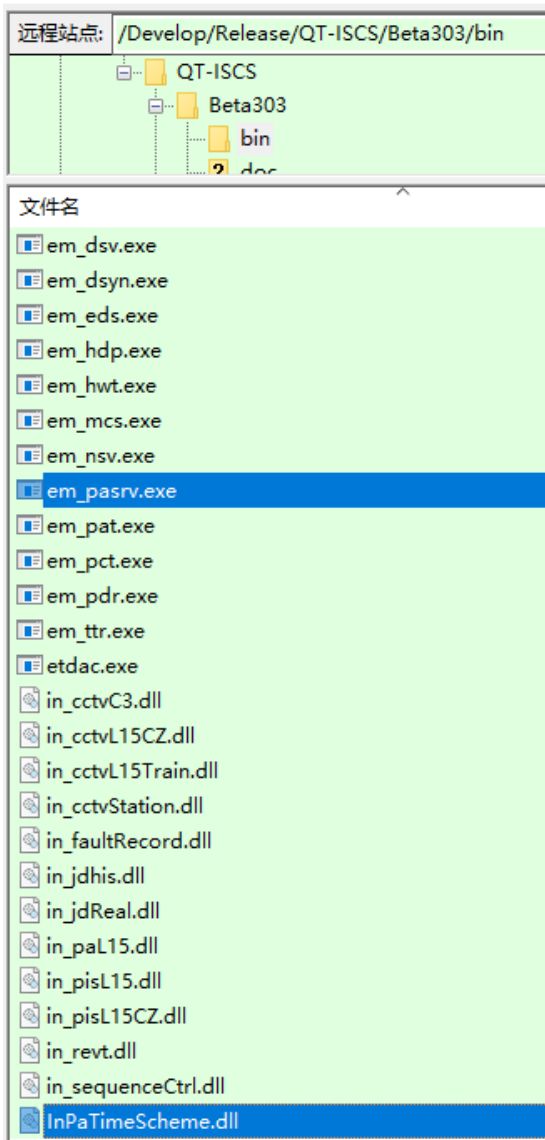 远程站点: /Develop/Release/QT-ISCS/Beta303/bin
QT-ISCS
Beta303
bin
doc
文件名
em_dsv.exe
em_dsyn.exe
em_eds.exe
em_hdp.exe
em_hwt.exe
em_mcs.exe
em_nsv.exe
em_pasrv.exe
em_pat.exe
em_pct.exe
em_pdr.exe
em_ttr.exe
etdac.exe
in_cctvC3.dll
in_cctvL15CZ.dll
in_cctvL15Train.dll
in_cctvStation.dll
in_faultRecord.dll
in_jdhis.dll
in_jdReal.dll
in_paL15.dll
in_pisL15.dll
in_pisL15CZ.dll
in_revt.dll
in_sequenceCtrl.dll
InPaTimeScheme.dll